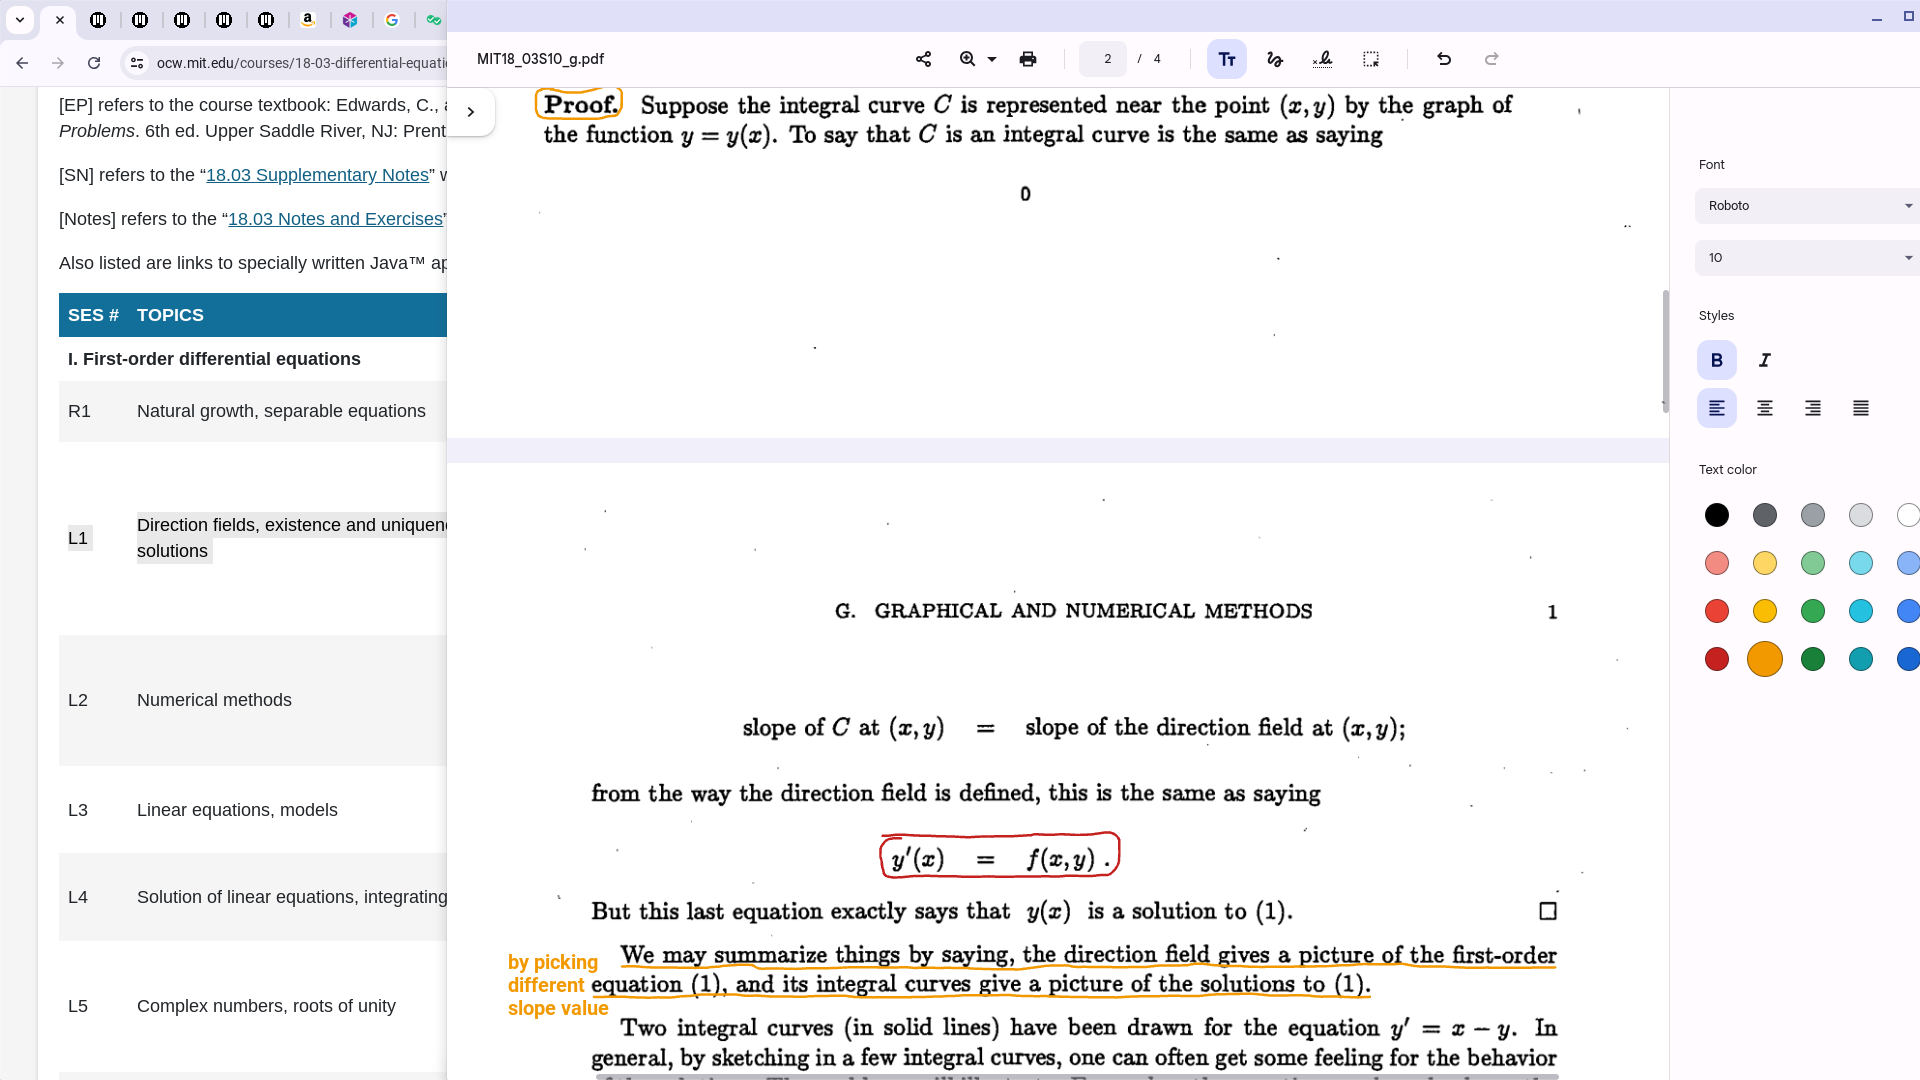 ocw.mit.edu/courses/18-03-differential-equati
[EP] refers to the course textbook: Edwards, C.,
Problems. 6th ed. Upper Saddle River, NJ: Prent
[SN] refers to the “18.03 Supplementary Notes”
[Notes] refers to the “18.03 Notes and Exercises”
Also listed are links to specially written Java™
SES # TOPICS
I. First-order differential equations
R1 Natural growth, separable equations
L1 Direction fields, existence and uniquen
solutions
L2 Numerical methods
L3 Linear equations, models
L4 Solution of linear equations, integrating
L5 Complex numbers, roots of unity
MIT18_03S10_g.pdf
2 / 4
Proof. Suppose the integral curve C is represented near the point (x, y) by the graph of
the function y = y(x). To say that C is an integral curve is the same as saying
0
G. GRAPHICAL AND NUMERICAL METHODS 1
slope of C at (x, y) = slope of the direction field at (x, y);
from the way the direction field is defined, this is the same as saying
y′(x) = f(x, y) .
But this last equation exactly says that y(x) is a solution to (1). □
We may summarize things by saying, the direction field gives a picture of the first-order
equation (1), and its integral curves give a picture of the solutions to (1).
by picking
different
slope value
Two integral curves (in solid lines) have been drawn for the equation y′ = x − y. In
general, by sketching in a few integral curves, one can often get some feeling for the behavior
Font
Roboto
10
Styles
B I
Text color